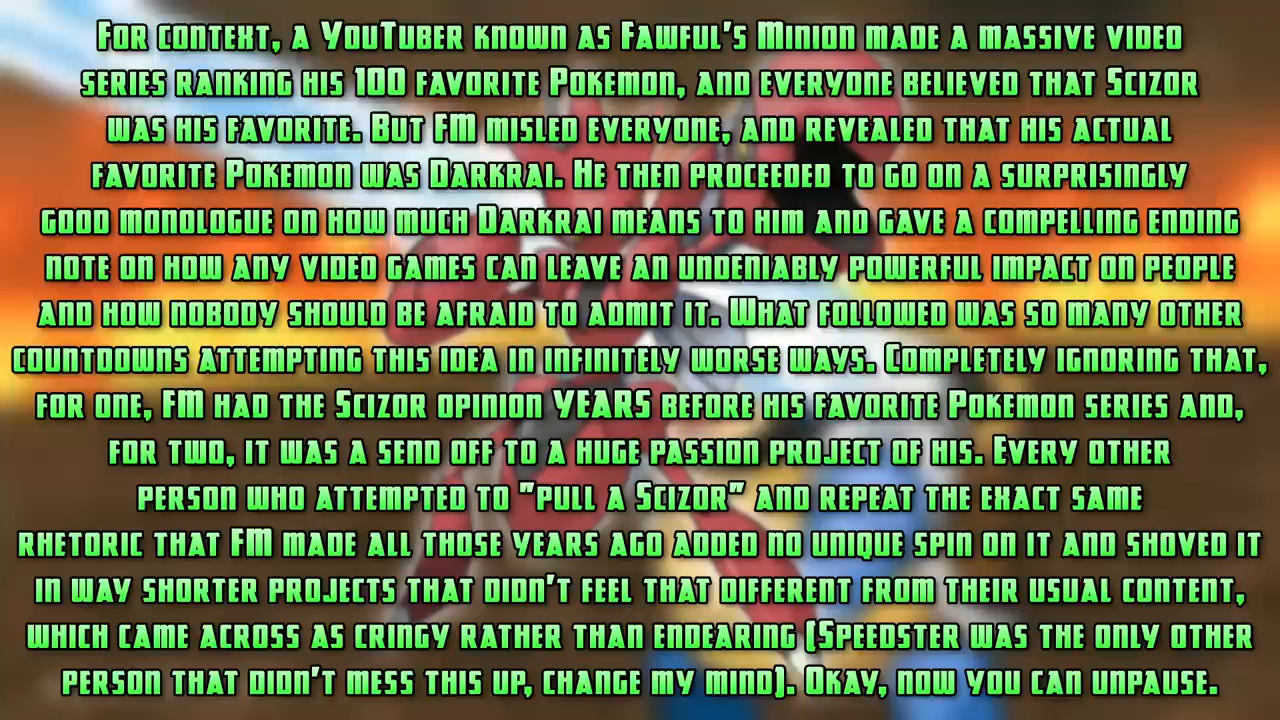 For context, a YouTuber known as Fawful's Minion made a massive video
series ranking his 100 favorite Pokemon, and everyone believed that Scizor
was his favorite. But FM misled everyone, and revealed that his actual
favorite Pokemon was Darkrai. He then proceeded to go on a surprisingly
good monologue on how much Darkrai means to him and gave a compelling ending
note on how any video games can leave an undeniably powerful impact on people
and how nobody should be afraid to admit it. What followed was so many other
countdowns attempting this idea in infinitely worse ways. Completely ignoring that,
for one, FM had the Scizor opinion YEARS before his favorite Pokemon series and,
for two, it was a send off to a huge passion project of his. Every other
person who attempted to "pull a Scizor" and repeat the exact same
rhetoric that FM made all those years ago added no unique spin on it and shoved it
in way shorter projects that didn't feel that different from their usual content,
which came across as cringy rather than endearing (Speedster was the only other
person that didn't mess this up, change my mind). Okay, now you can unpause.